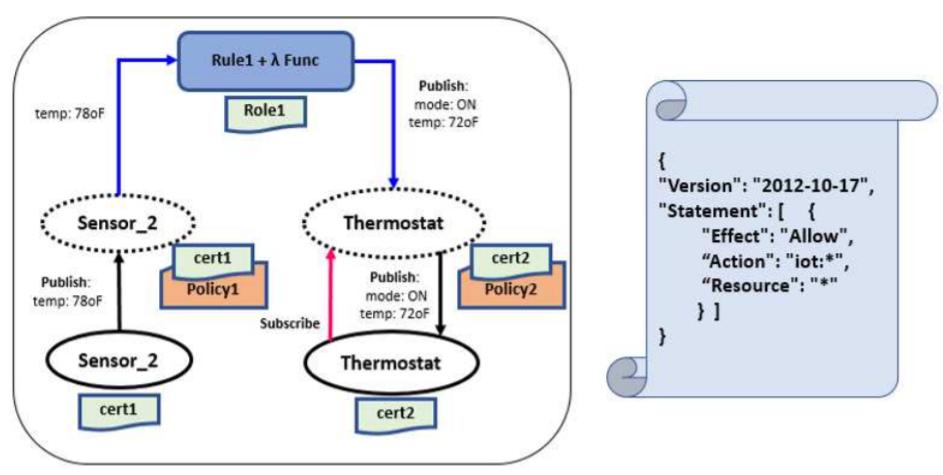 Rule1 + λ Func
Role1
temp: 78oF
Publish:
mode: ON
temp: 72oF
Sensor_2
Thermostat
cert1
Policy1
cert2
Policy2
Publish:
temp: 78oF
Subscribe
Publish:
mode: ON
temp: 72oF
Sensor_2
Thermostat
cert1
cert2
{
"Version": "2012-10-17",
"Statement": [ {
"Effect": "Allow",
“Action": "iot:*",
“Resource": "*"
} ]
}